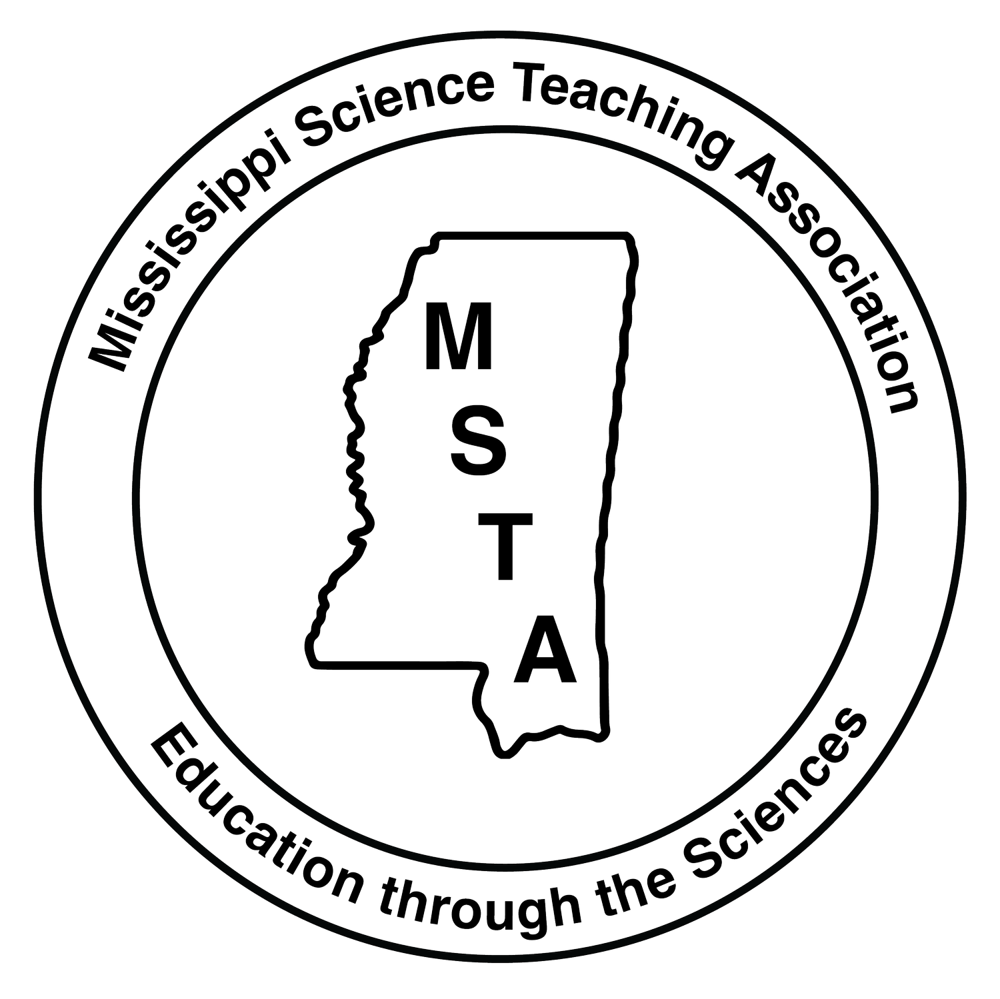 Mississippi Science Teaching Association
M
S
T
A
Education through the Sciences